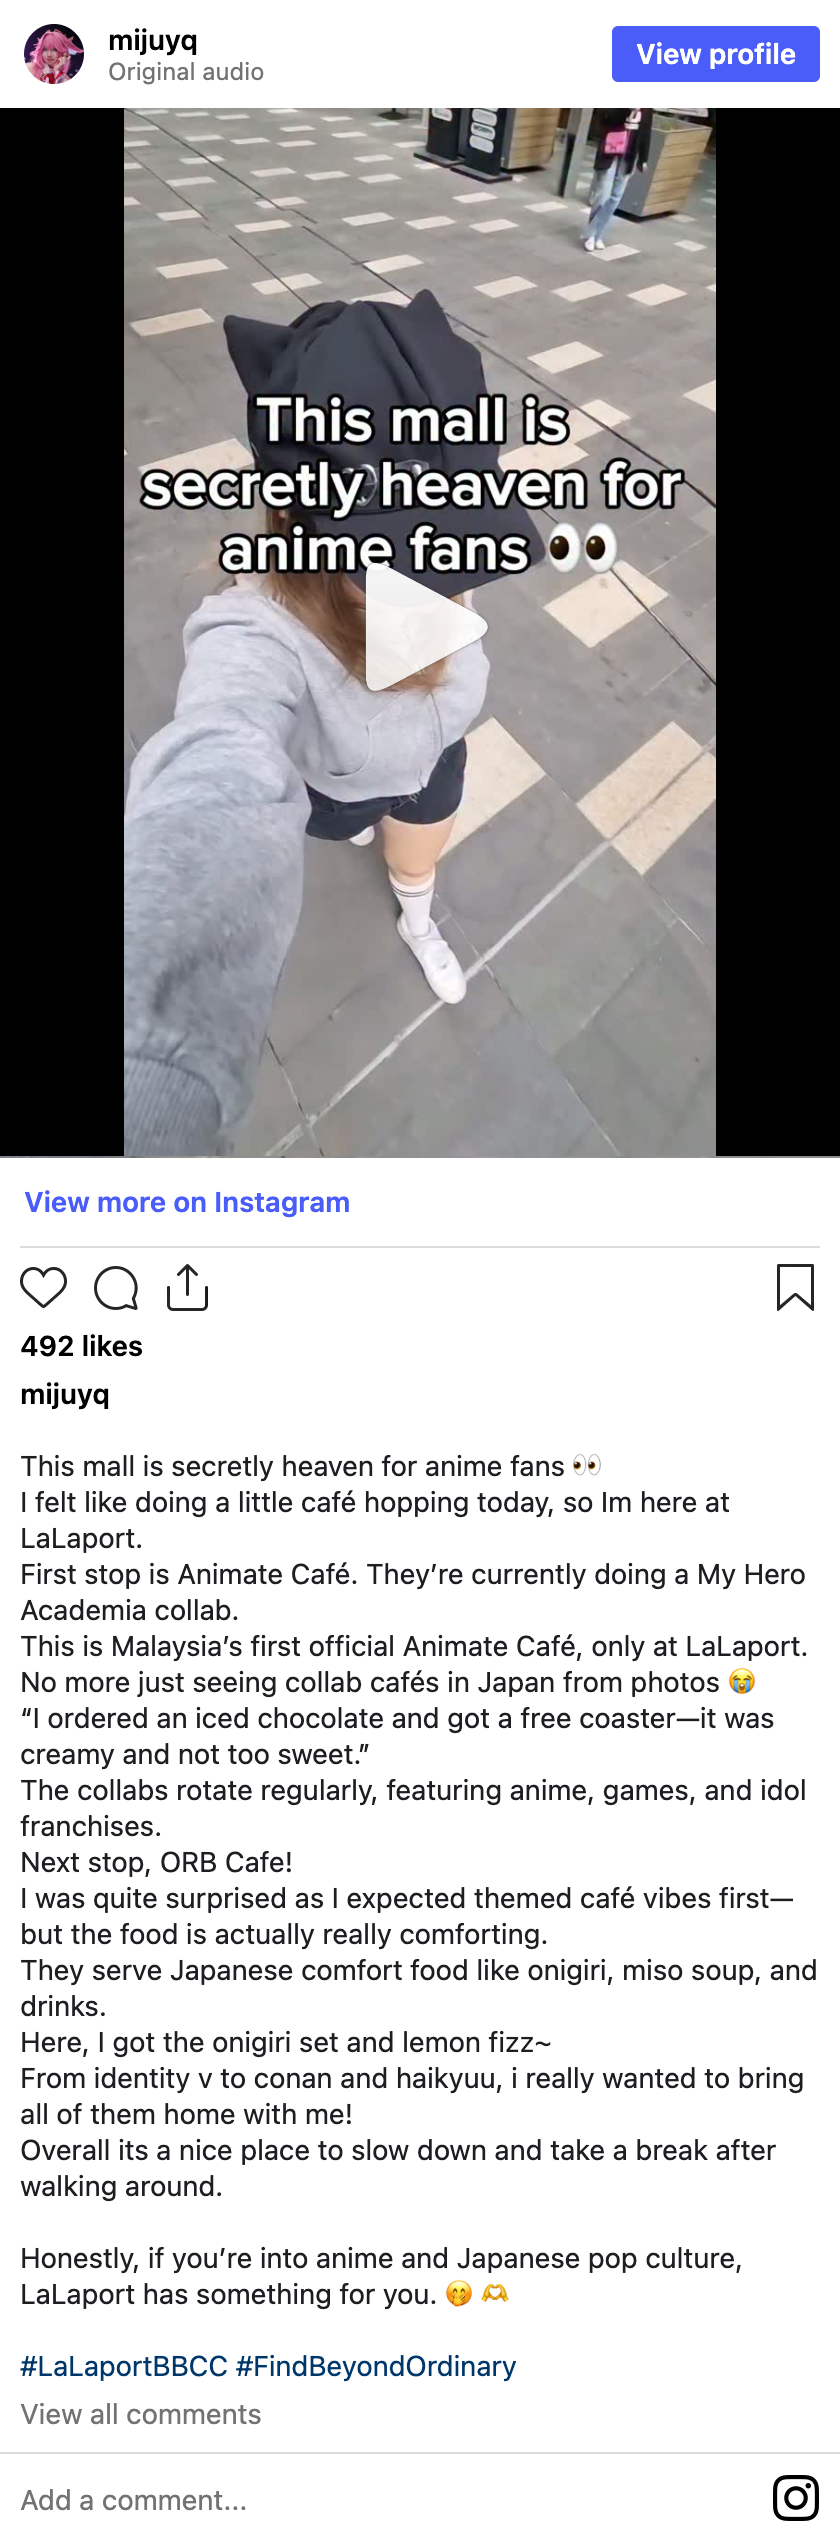 mijuyq
Original audio
View profile
This mall is
secretly heaven for
anime fans 👀
View more on Instagram
492 likes
mijuyq
This mall is secretly heaven for anime fans 👀
I felt like doing a little café hopping today, so Im here at
LaLaport.
First stop is Animate Café. They’re currently doing a My Hero
Academia collab.
This is Malaysia’s first official Animate Café, only at LaLaport.
No more just seeing collab cafés in Japan from photos 😭
“I ordered an iced chocolate and got a free coaster—it was
creamy and not too sweet.”
The collabs rotate regularly, featuring anime, games, and idol
franchises.
Next stop, ORB Cafe!
I was quite surprised as I expected themed café vibes first—
but the food is actually really comforting.
They serve Japanese comfort food like onigiri, miso soup, and
drinks.
Here, I got the onigiri set and lemon fizz~
From identity v to conan and haikyuu, i really wanted to bring
all of them home with me!
Overall its a nice place to slow down and take a break after
walking around.
Honestly, if you’re into anime and Japanese pop culture,
LaLaport has something for you. 🤭 🫶
#LaLaportBBCC #FindBeyondOrdinary
View all comments
Add a comment...